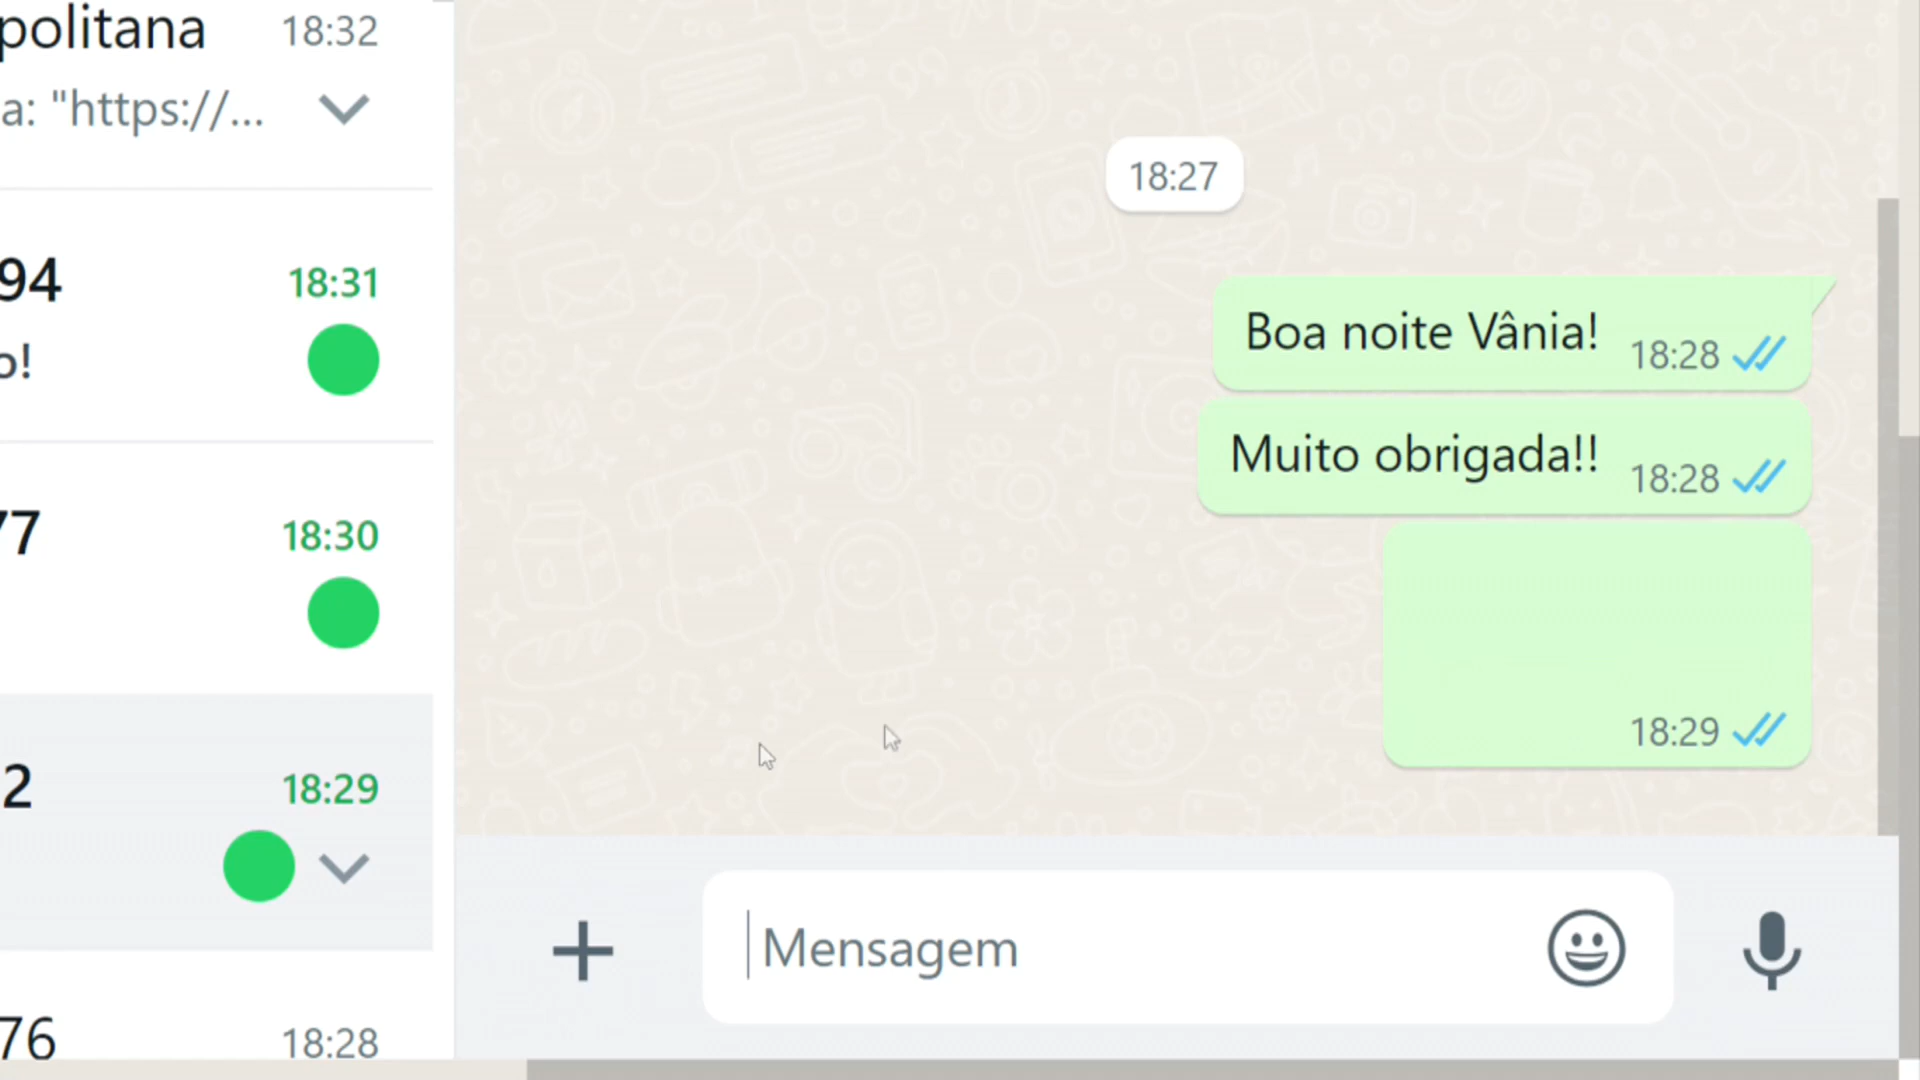 politana 18:32
a: "https://...
94 18:31
o!
77 18:30
2 18:29
76 18:28
18:27
Boa noite Vânia! 18:28
Muito obrigada!! 18:28
18:29
Mensagem